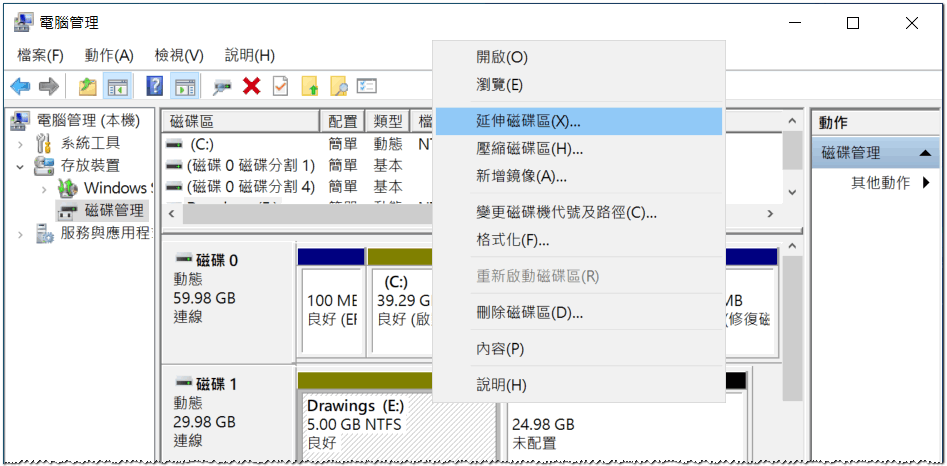 電腦管理
檔案(F) 動作(A) 檢視(V) 說明(H)
電腦管理 (本機)
系統工具
存放裝置
Windows S
磁碟管理
服務與應用程
磁碟區 配置 類型 檔
(C:) 簡單 動態 NT
(磁碟 0 磁碟分割 1) 簡單 基本
(磁碟 0 磁碟分割 4) 簡單 基本
磁碟 0
動態
59.98 GB
連線
100 ME
良好 (EF
(C:)
39.29 G
良好 (啟
MB
(修復磁
磁碟 1
動態
29.98 GB
連線
Drawings (E:)
5.00 GB NTFS
良好
24.98 GB
未配置
開啟(O)
瀏覽(E)
延伸磁碟區(X)...
壓縮磁碟區(H)...
新增鏡像(A)...
變更磁碟機代號及路徑(C)...
格式化(F)...
重新啟動磁碟區(R)
刪除磁碟區(D)...
內容(P)
說明(H)
動作
磁碟管理
其他動作